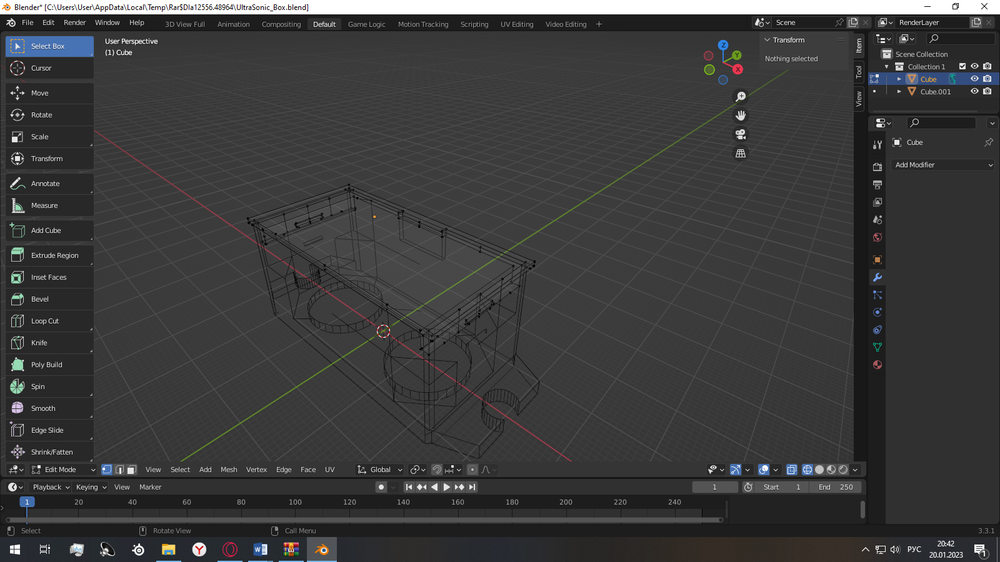 Blender* [C:\Users\User\AppData\Local\Temp\Rar$DIa12556.48964\UltraSonic_Box.blend]
File Edit Render Window Help
3D View Full Animation Compositing Default Game Logic Motion Tracking Scripting UV Editing Video Editing +
Scene
RenderLayer
Select Box
Cursor
Move
Rotate
Scale
Transform
Annotate
Measure
Add Cube
Extrude Region
Inset Faces
Bevel
Loop Cut
Knife
Poly Build
Spin
Smooth
Edge Slide
Shrink/Fatten
User Perspective
(1) Cube
Z
Y
X
Transform
Nothing selected
Item
Tool
View
Scene Collection
Collection 1
Cube
Cube.001
Cube
Add Modifier
Edit Mode View Select Add Mesh Vertex Edge Face UV Global
Playback Keying View Marker
1 Start 1 End 250
1 20 40 60 80 100 120 140 160 180 200 220 240
Select Rotate View Call Menu
3.3.1
РУС
20:42
20.01.2023
1